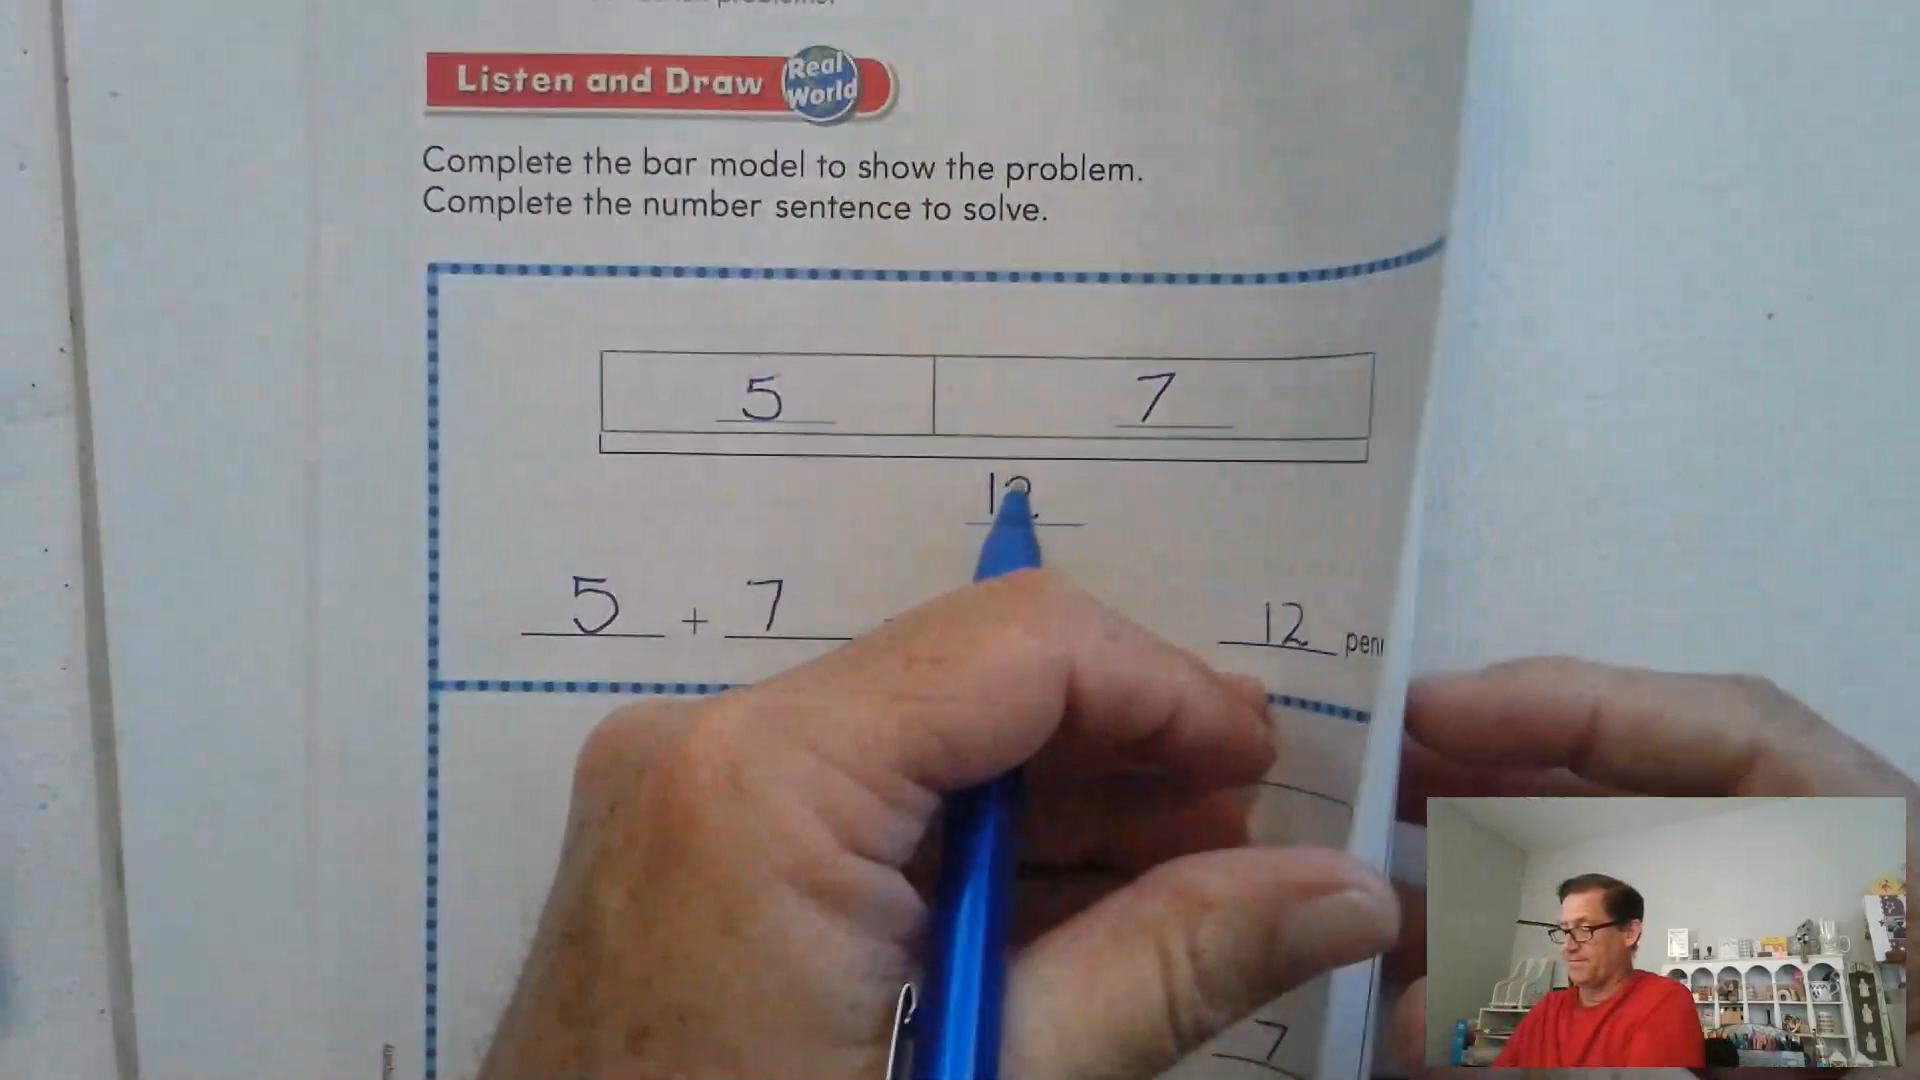 Listen and Draw Real World
Complete the bar model to show the problem.
Complete the number sentence to solve.
5 7
12
5 + 7 12
7